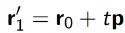 r′₁ = r₀ + tp